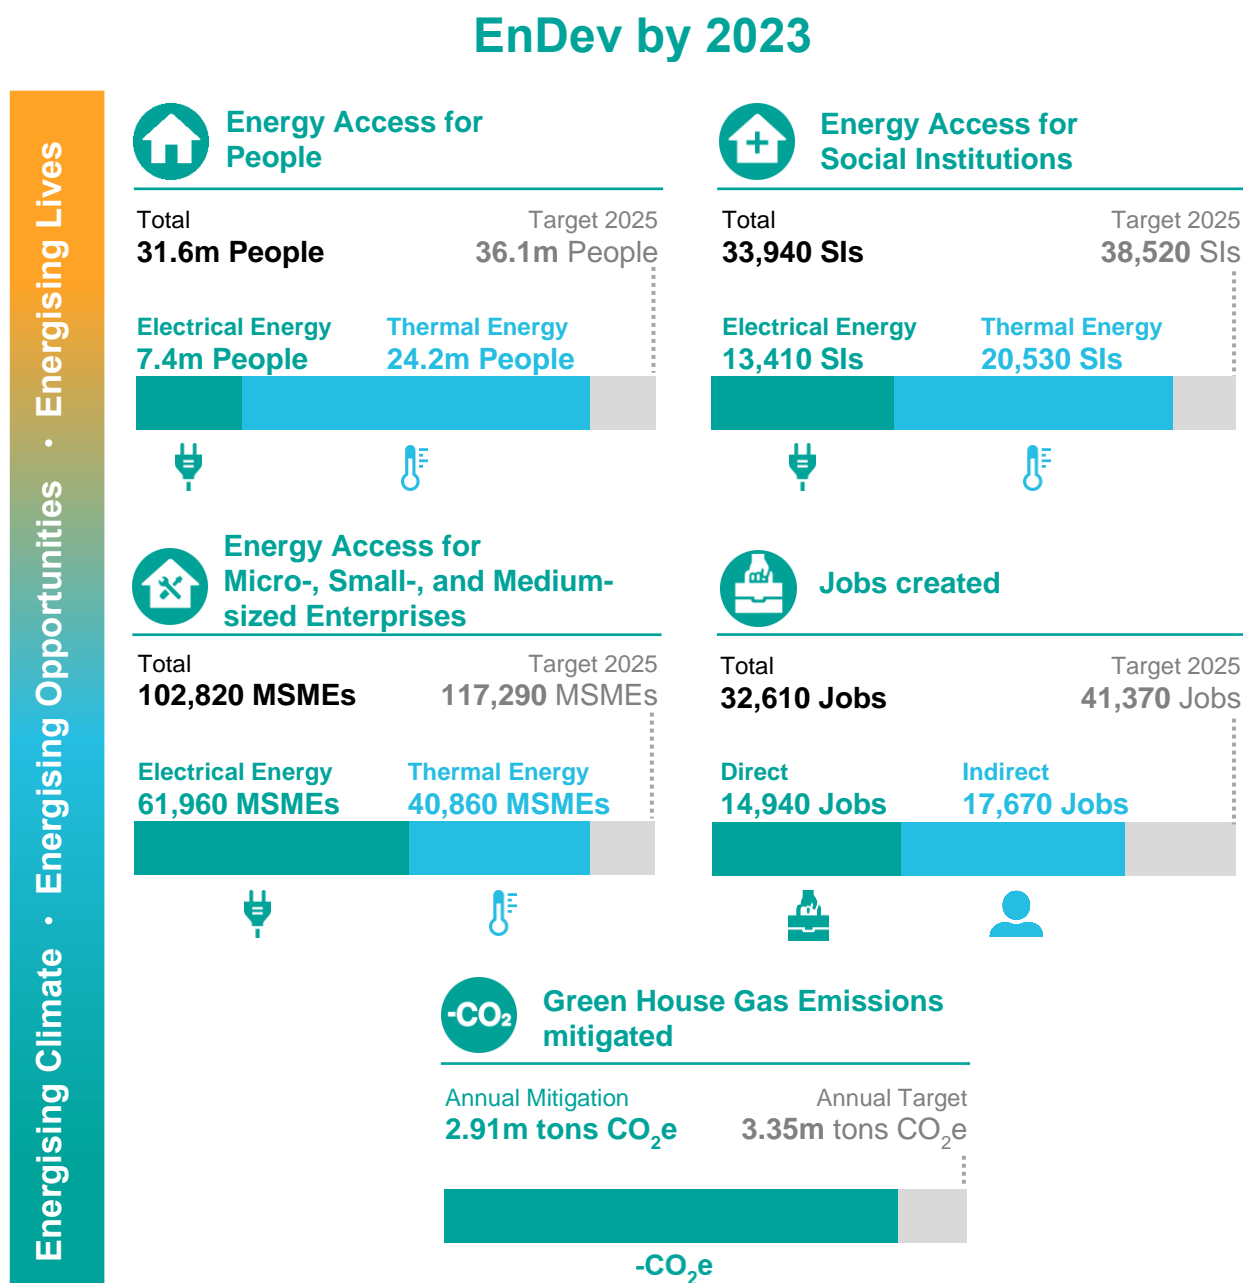 EnDev by 2023
Energising Climate · Energising Opportunities · Energising Lives
Energy Access for
People
Total
31.6m People
Target 2025
36.1m People
Electrical Energy
7.4m People
Thermal Energy
24.2m People
Energy Access for
Social Institutions
Total
33,940 SIs
Target 2025
38,520 SIs
Electrical Energy
13,410 SIs
Thermal Energy
20,530 SIs
Energy Access for
Micro-, Small-, and Medium-
sized Enterprises
Total
102,820 MSMEs
Target 2025
117,290 MSMEs
Electrical Energy
61,960 MSMEs
Thermal Energy
40,860 MSMEs
Jobs created
Total
32,610 Jobs
Target 2025
41,370 Jobs
Direct
14,940 Jobs
Indirect
17,670 Jobs
-CO₂
Green House Gas Emissions
mitigated
Annual Mitigation
2.91m tons CO₂e
Annual Target
3.35m tons CO₂e
-CO₂e